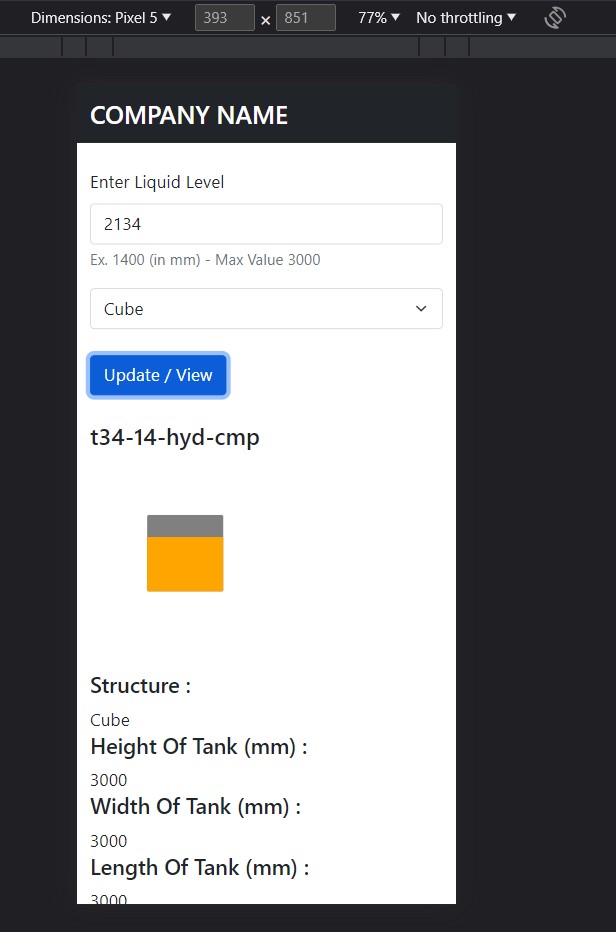 Dimensions: Pixel 5 ▼ 393 × 851 77% ▼ No throttling ▼
COMPANY NAME
Enter Liquid Level
2134
Ex. 1400 (in mm) - Max Value 3000
Cube
Update / View
t34-14-hyd-cmp
Structure :
Cube
Height Of Tank (mm) :
3000
Width Of Tank (mm) :
3000
Length Of Tank (mm) :
3000